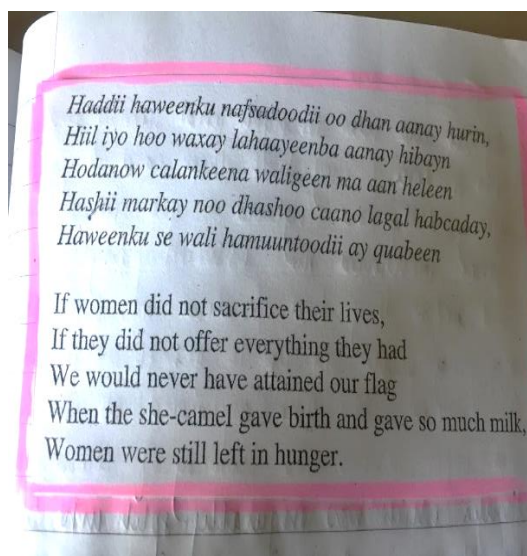 Haddii haweenku nafsadoodii oo dhan aanay hurin,
Hiil iyo hoo waxay lahaayeenba aanay hibayn
Hodanow calankeena waligeen ma aan heleen
Hashii markay noo dhashoo caano lagal habcaday,
Haweenku se wali hamuuntoodii ay quabeen
If women did not sacrifice their lives,
If they did not offer everything they had
We would never have attained our flag
When the she-camel gave birth and gave so much milk,
Women were still left in hunger.